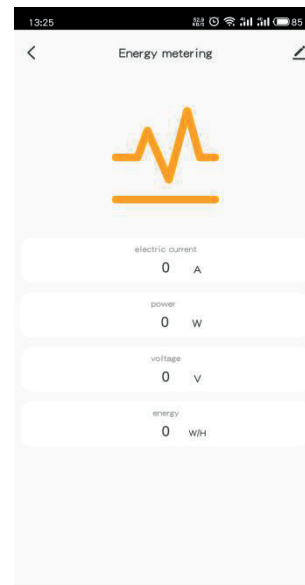 13:25
85
Energy metering
electric current
0 A
power
0 W
voltage
0 V
energy
0 W/H